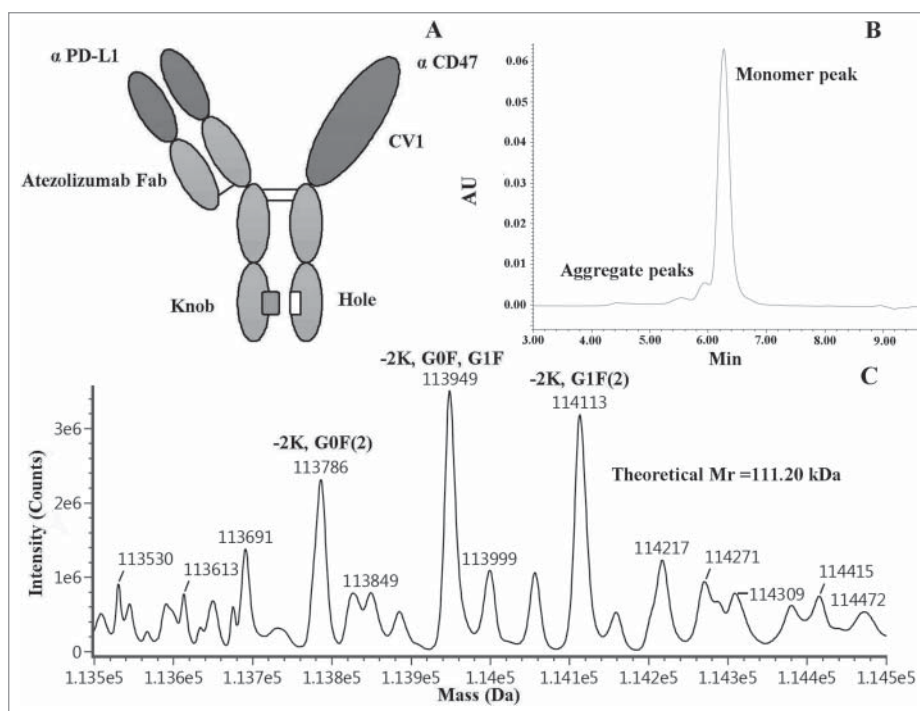 A
α PD-L1
α CD47
CV1
Atezolizumab Fab
Knob
Hole
B
0.06
0.05
0.04
0.03
0.02
0.01
0.00
AU
Monomer peak
Aggregate peaks
3.00 4.00 5.00 6.00 7.00 8.00 9.00
Min
C
-2K, G0F, G1F
113949
-2K, G1F(2)
114113
-2K, G0F(2)
113786
Theoretical Mr =111.20 kDa
113691
113530
113613
113849
113999
114217
114271
114309
114415
114472
Intensity (Counts)
3e6
2e6
1e6
0
1.135e5 1.136e5 1.137e5 1.138e5 1.139e5 1.14e5 1.141e5 1.142e5 1.143e5 1.144e5 1.145e5
Mass (Da)